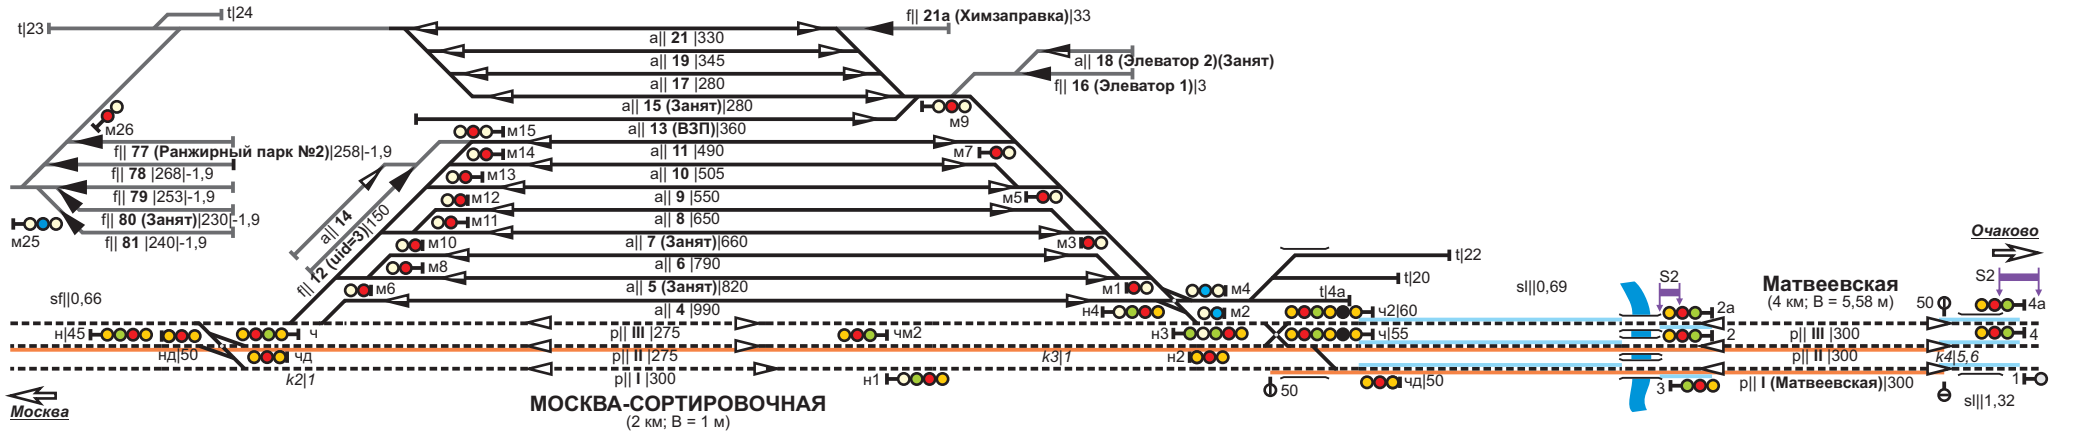 t|24
t|23
f|| 21а (Химзаправка)|33
a|| 21 |330
a|| 19 |345
a|| 18 (Элеватор 2)(Занят)
a|| 17 |280
f|| 16 (Элеватор 1)|3
a|| 15 (Занят)|280
м26
м15
a|| 13 (ВЗП)|360
м9
f|| 77 (Ранжирный парк №2)|258|-1,9
м14
a|| 11 |490
м7
f|| 78 |268|-1,9
м13
a|| 10 |505
f|| 79 |253|-1,9
м12
a|| 9 |550
м5
f|| 80 (Занят)|230|-1,9
a|| 14
м11
a|| 8 |650
м25
f|| 81 |240|-1,9
f|| 12 (uid=3)|150
м10
a|| 7 (Занят)|660
м3
Очаково
t|22
м8
a|| 6 |790
t|20
S2
Матвеевская
S2
м6
a|| 5 (Занят)|820
м1
м4
t|4а
sl||0,69
(4 км; В = 5,58 м)
sf||0,66
a|| 4 |990
н4
м2
ч2|60
2а
50
4а
н|45
ч
p|| III |275
чм2
н3
ч|55
2
p|| III |300
4
нд|50
чд
p|| II |275
k3|1
н2
p|| II |300
k4|5,6
k2|1
p|| I |300
н1
50
чд|50
3
p|| I (Матвеевская)|300
1
Москва
МОСКВА-СОРТИРОВОЧНАЯ
(2 км; В = 1 м)
sl||1,32